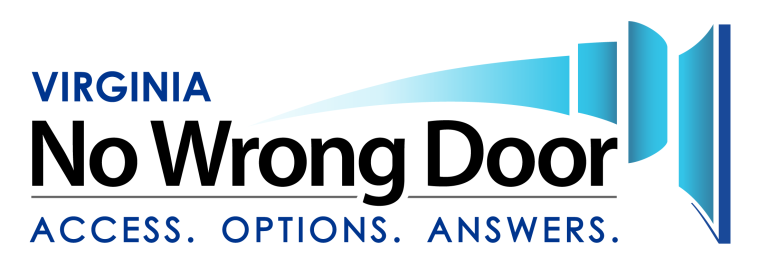 VIRGINIA
No Wrong Door
ACCESS. OPTIONS. ANSWERS.